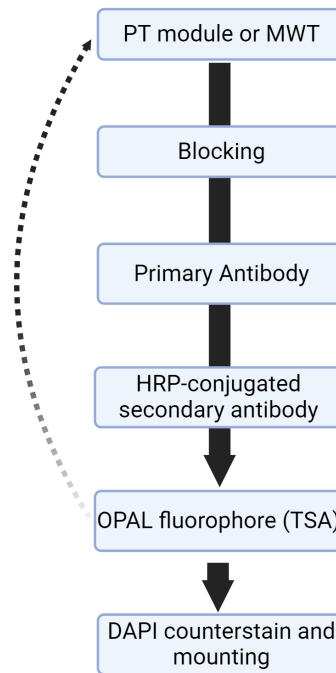 PT module or MWT
Blocking
Primary Antibody
HRP-conjugated
secondary antibody
OPAL fluorophore (TSA)
DAPI counterstain and
mounting